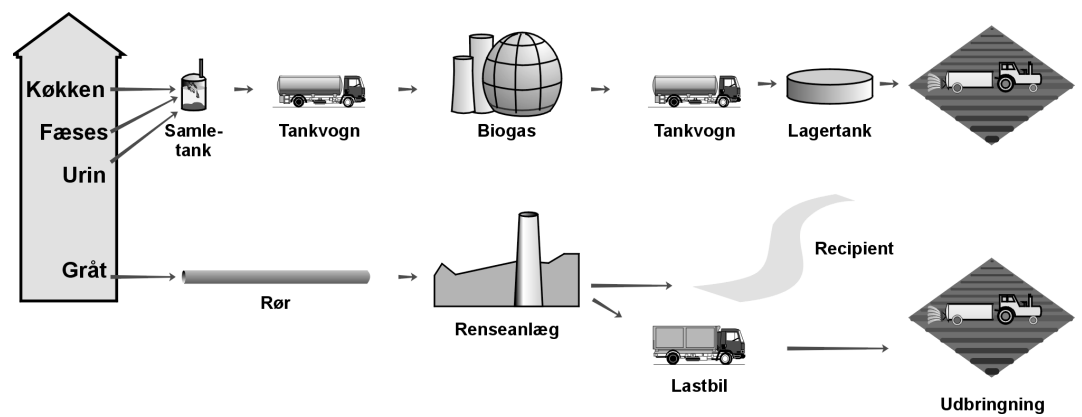 Køkken
Fæses
Urin
Samle-
tank
Tankvogn
Biogas
Tankvogn
Lagertank
Gråt
Rør
Renseanlæg
Recipient
Lastbil
Udbringning